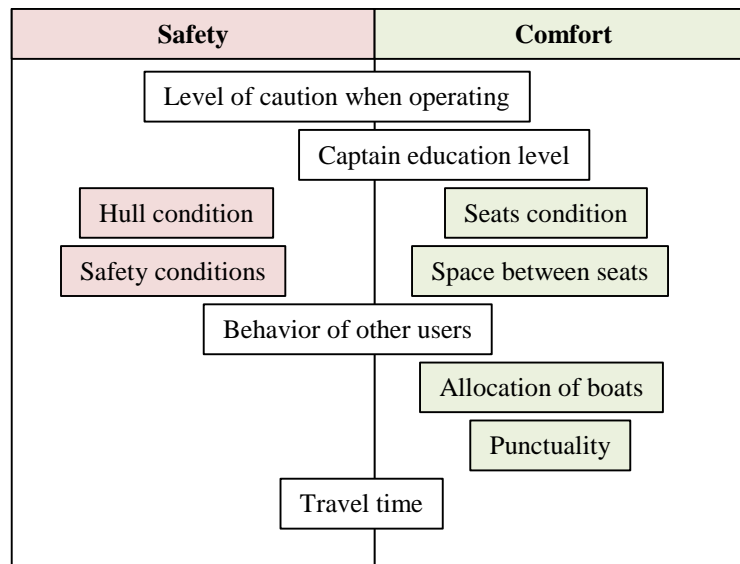 Safety
Comfort
Level of caution when operating
Captain education level
Hull condition
Seats condition
Safety conditions
Space between seats
Behavior of other users
Allocation of boats
Punctuality
Travel time